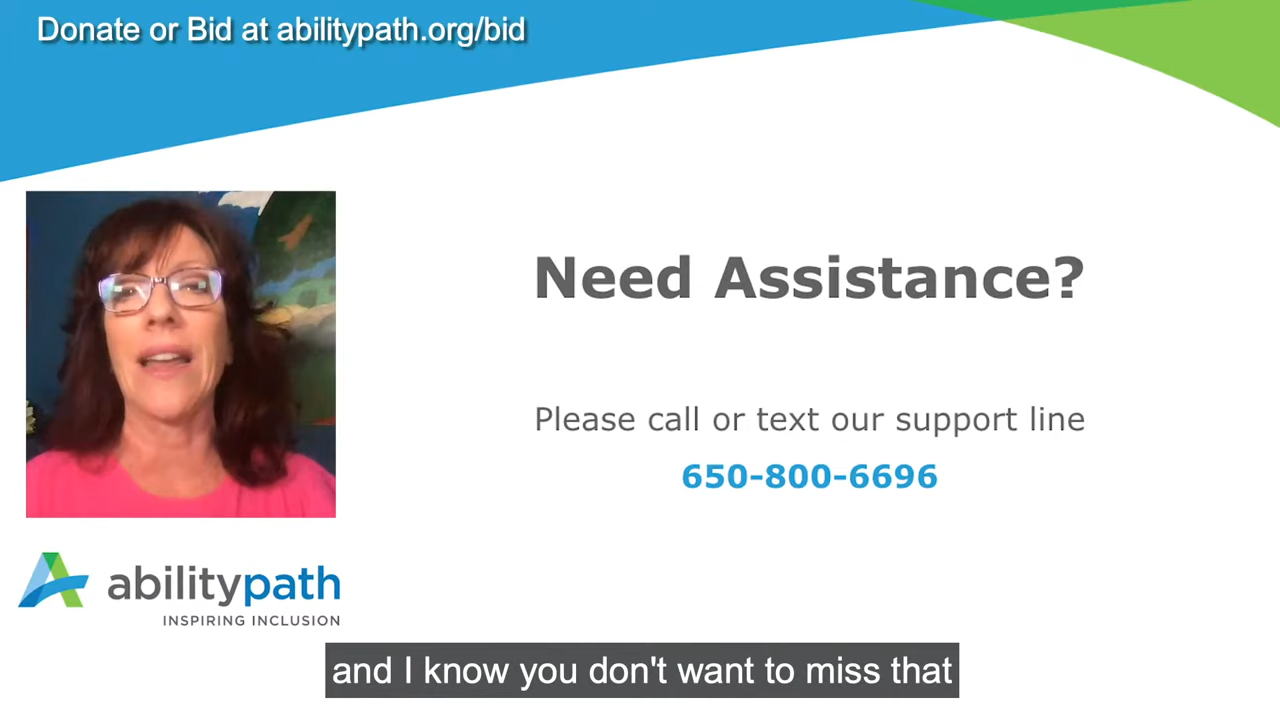 Donate or Bid at abilitypath.org/bid
Need Assistance?
Please call or text our support line
650-800-6696
abilitypath
INSPIRING INCLUSION
and I know you don't want to miss that